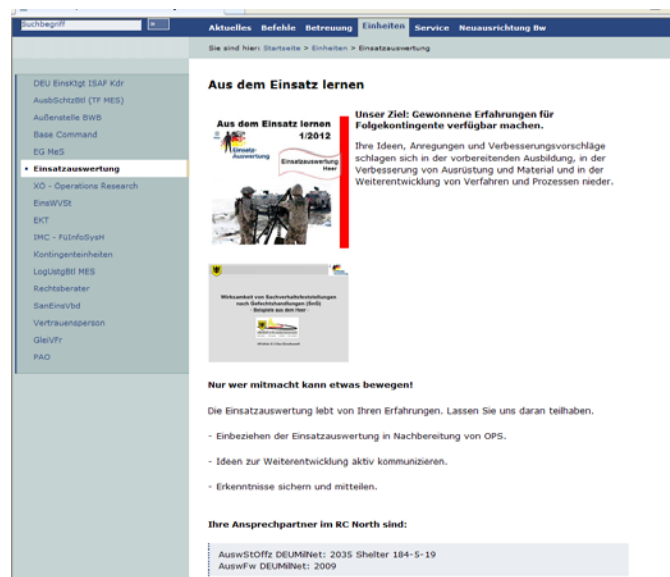 Suchbegriff
Aktuelles Befehle Betreuung Einheiten Service Neuausrichtung Bw
Sie sind hier: Startseite > Einheiten > Einsatzauswertung
DEU EinsKtgt ISAF Kdr
AusbSchtzBtl (TF MES)
Außenstelle BWB
Base Command
EG MeS
Einsatzauswertung
XO - Operations Research
EinsWVSt
EKT
IMC - FüInfoSysH
Kontingenteinheiten
LogUstgBtl MES
Rechtsberater
SanEinsVbd
Vertrauensperson
GleiVFr
PAO
Aus dem Einsatz lernen
Aus dem Einsatz lernen
1/2012
Einsatz-
Auswertung
Einsatzauswertung
Heer
Unser Ziel: Gewonnene Erfahrungen für
Folgekontingente verfügbar machen.
Ihre Ideen, Anregungen und Verbesserungsvorschläge
schlagen sich in der vorbereitenden Ausbildung, in der
Verbesserung von Ausrüstung und Material und in der
Weiterentwicklung von Verfahren und Prozessen nieder.
Wirksamkeit von Sachverhaltsfeststellungen
nach Gefechtshandlungen (SnG)
- Beispiele aus dem Heer -
Nur wer mitmacht kann etwas bewegen!
Die Einsatzauswertung lebt von Ihren Erfahrungen. Lassen Sie uns daran teilhaben.
- Einbeziehen der Einsatzauswertung in Nachbereitung von OPS.
- Ideen zur Weiterentwicklung aktiv kommunizieren.
- Erkenntnisse sichern und mitteilen.
Ihre Ansprechpartner im RC North sind:
AuswStOffz DEUMilNet: 2035 Shelter 184-5-19
AuswFw DEUMilNet: 2009